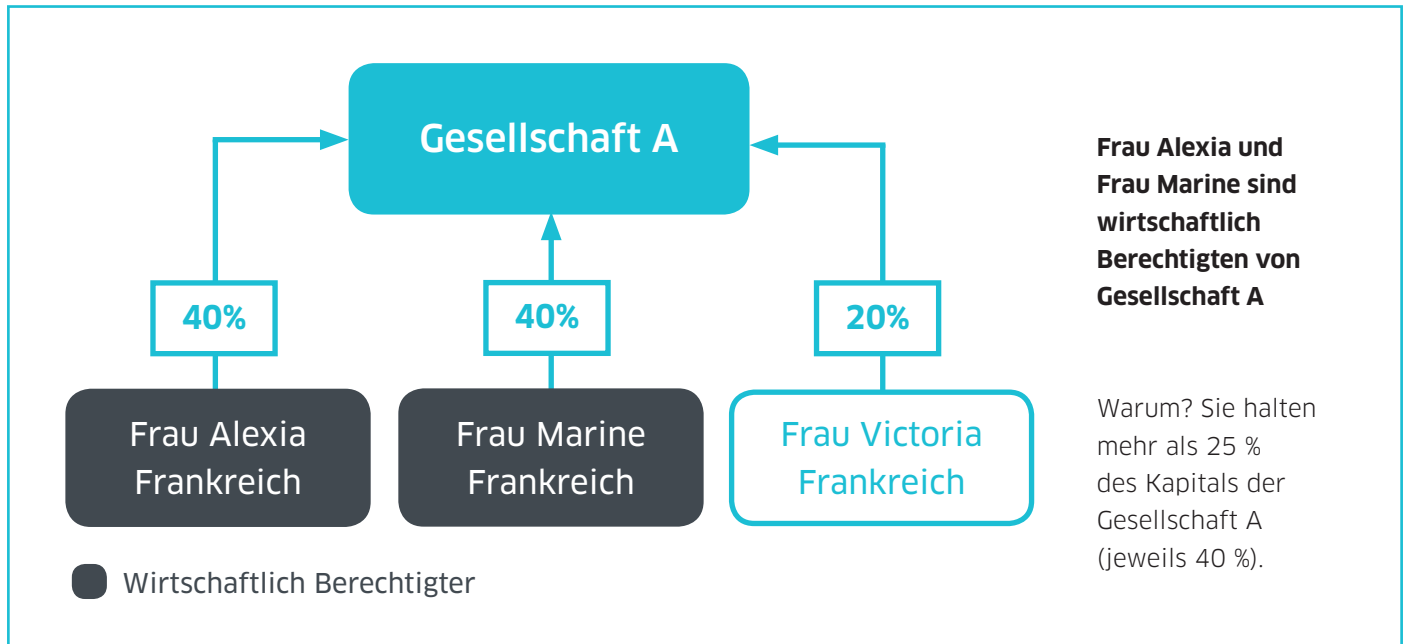 Gesellschaft A
40%
40%
20%
Frau Alexia
Frankreich
Frau Marine
Frankreich
Frau Victoria
Frankreich
Wirtschaftlich Berechtigter
Frau Alexia und
Frau Marine sind
wirtschaftlich
Berechtigten von
Gesellschaft A
Warum? Sie halten
mehr als 25 %
des Kapitals der
Gesellschaft A
(jeweils 40 %).